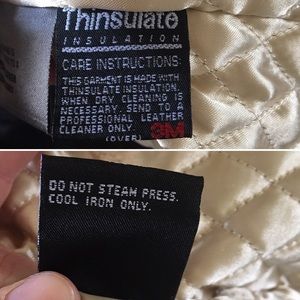 Thinsulate
INSULATION
CARE INSTRUCTIONS:
THIS GARMENT IS MADE WITH
THINSULATE INSULATION.
WHEN DRY, CLEANING IS
NECESSARY, SEND TO A
PROFESSIONAL LEATHER
CLEANER ONLY.
(OVER) 3M
DO NOT STEAM PRESS.
COOL IRON ONLY.